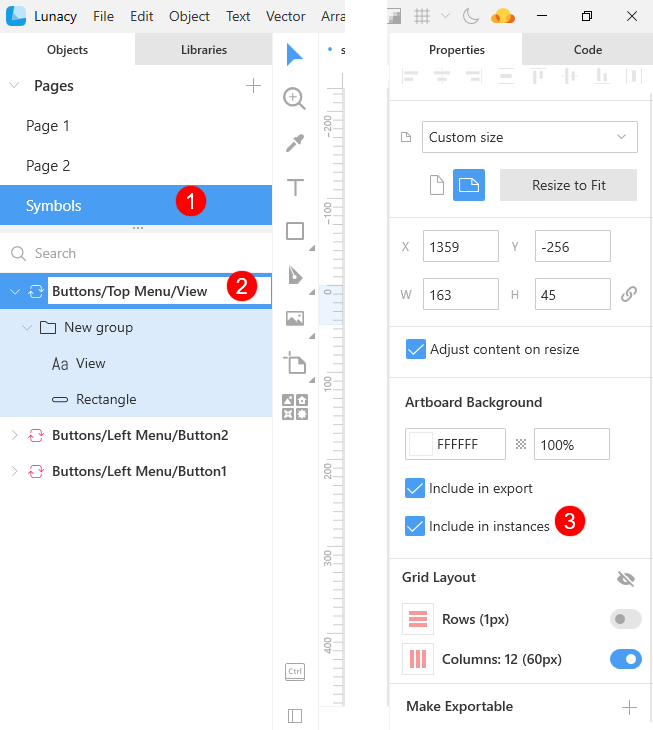 Lunacy File Edit Object Text Vector Arra
Objects Libraries
Pages
Page 1
Page 2
Symbols 1
Search
Buttons/Top Menu/View 2
New group
Aa View
Rectangle
Buttons/Left Menu/Button2
Buttons/Left Menu/Button1
T
Ctrl
s
-200
-100
0
100
200
300
400
Properties Code
Custom size
Resize to Fit
X 1359 Y -256
W 163 H 45
Adjust content on resize
Artboard Background
FFFFFF 100%
Include in export
Include in instances 3
Grid Layout
Rows (1px)
Columns: 12 (60px)
Make Exportable